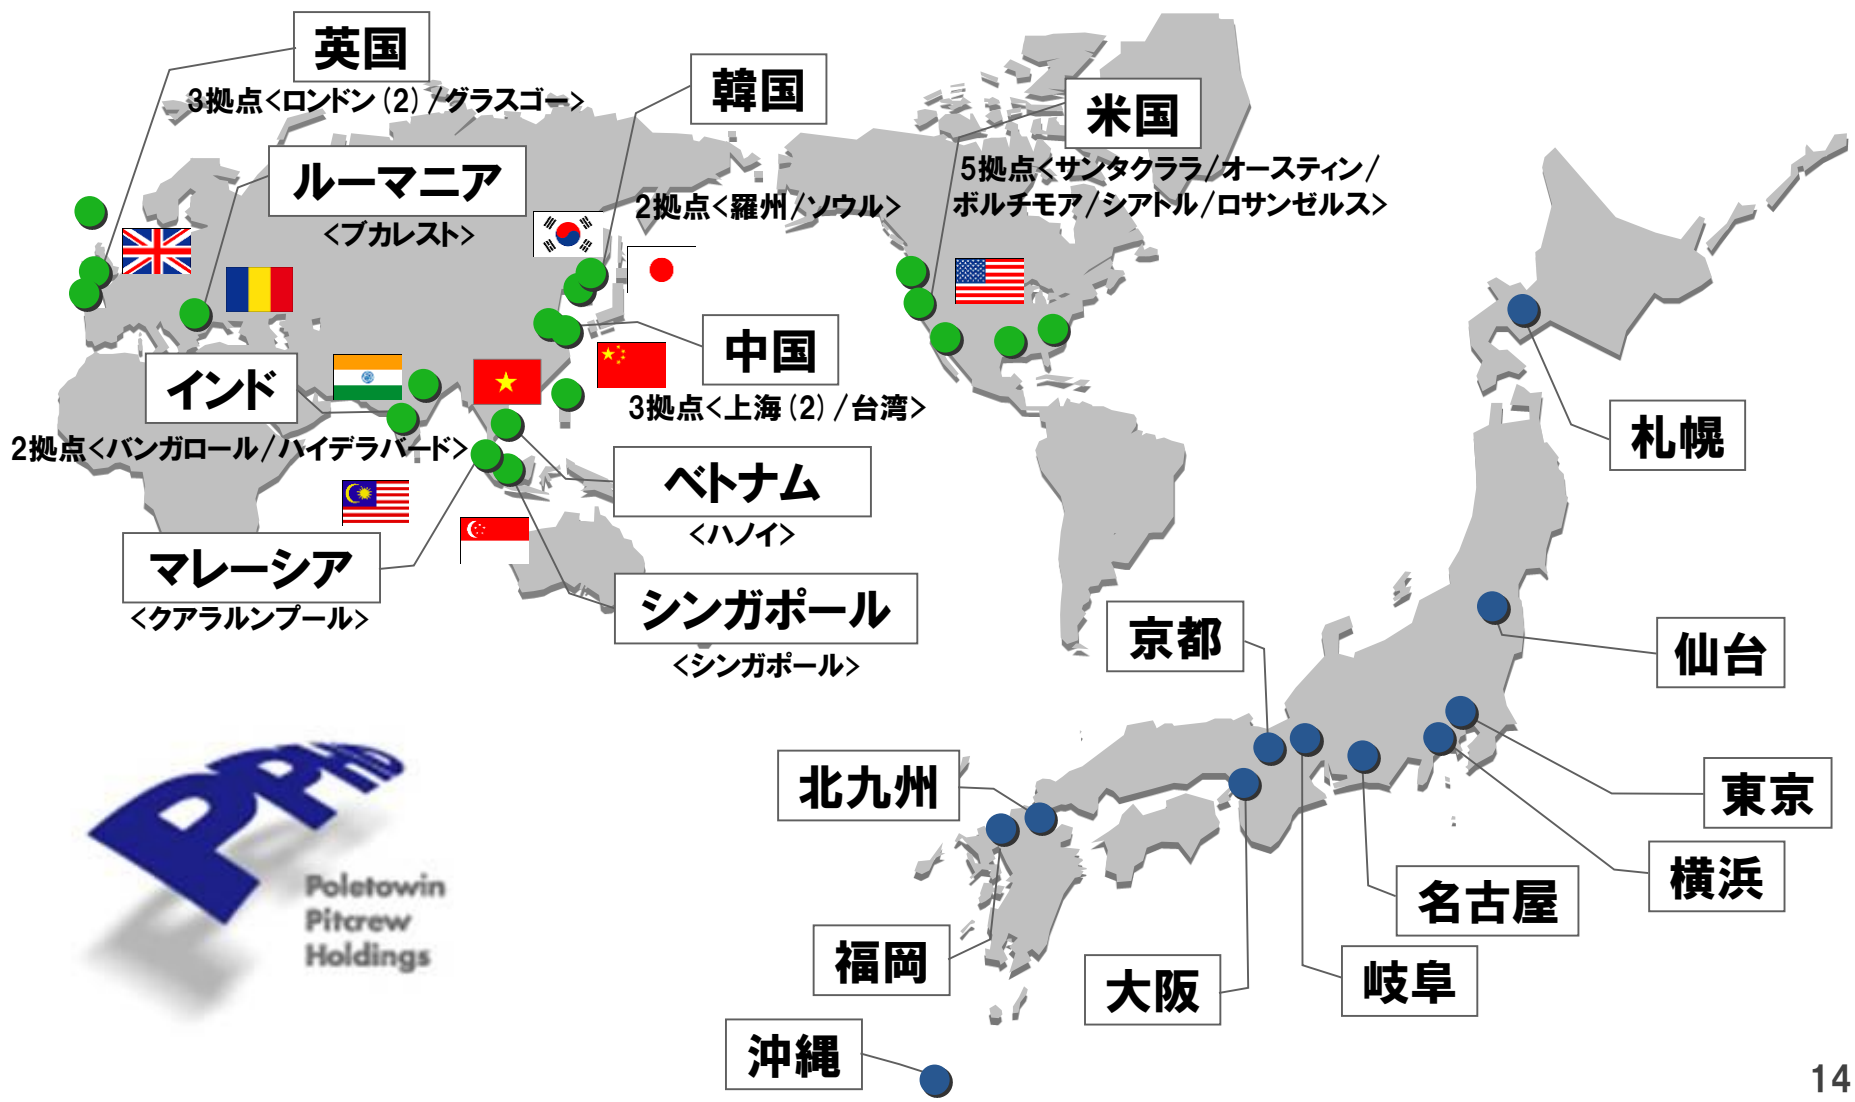 英国
3拠点<ロンドン(2)/グラスゴー>
韓国
2拠点<羅州/ソウル>
米国
5拠点<サンタクララ/オースティン/
ボルチモア/シアトル/ロサンゼルス>
ルーマニア
<ブカレスト>
中国
3拠点<上海(2)/台湾>
インド
2拠点<バンガロール/ハイデラバード>
ベトナム
<ハノイ>
マレーシア
<クアラルンプール>
シンガポール
<シンガポール>
札幌
仙台
京都
北九州
東京
横浜
名古屋
福岡
大阪
岐阜
沖縄
PPHD
Poletowin
Pitcrew
Holdings
14